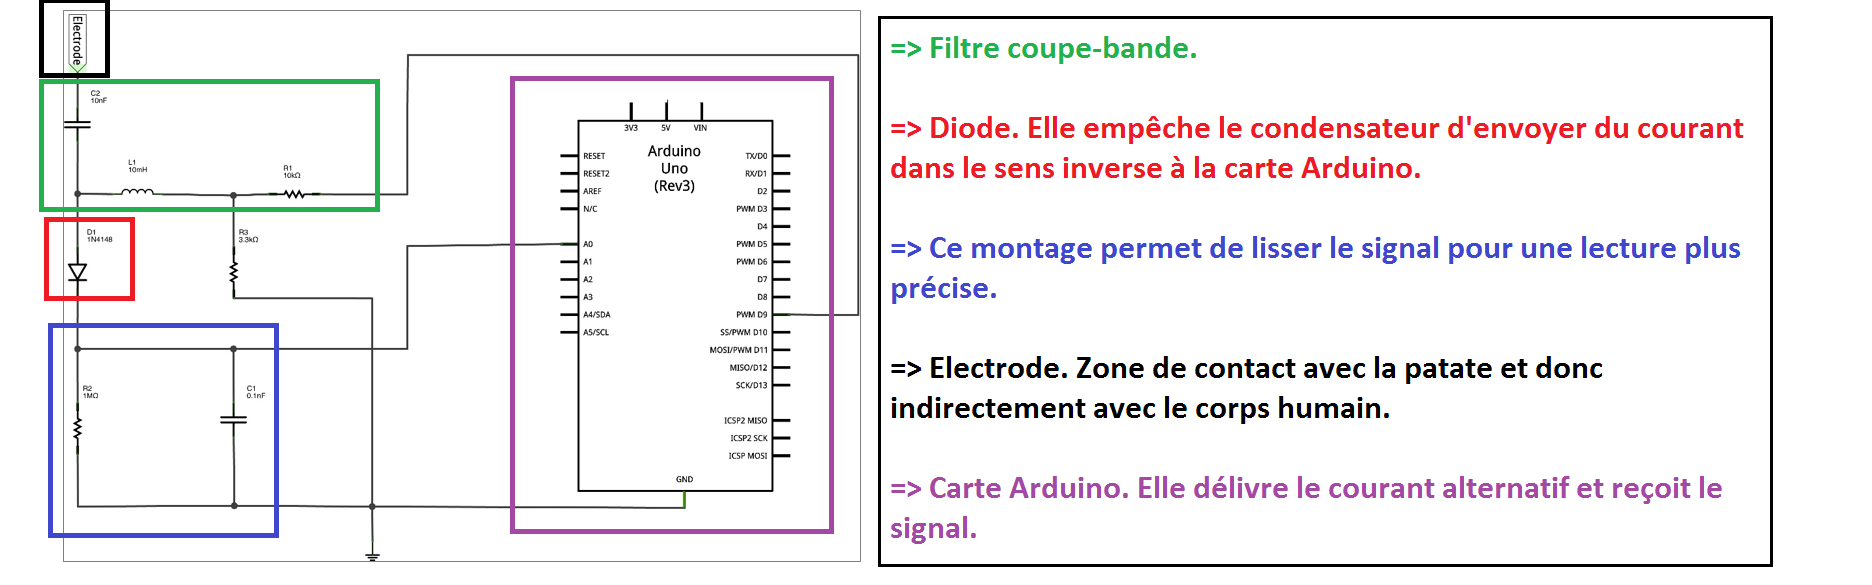 Electrode
C2
10nF
L1
10mH
R1
10kΩ
D1
1N4148
R3
3.3kΩ
R2
1MΩ
C1
0.1nF
3V3 5V VIN
Arduino
Uno
(Rev3)
RESET
RESET2
AREF
N/C
A0
A1
A2
A3
A4/SDA
A5/SCL
TX/D0
RX/D1
D2
PWM D3
D4
PWM D5
PWM D6
D7
D8
PWM D9
SS/PWM D10
MOSI/PWM D11
MISO/D12
SCK/D13
ICSP2 MISO
ICSP2 SCK
ICSP MOSI
GND
=> Filtre coupe-bande.
=> Diode. Elle empêche le condensateur d'envoyer du courant
dans le sens inverse à la carte Arduino.
=> Ce montage permet de lisser le signal pour une lecture plus
précise.
=> Electrode. Zone de contact avec la patate et donc
indirectement avec le corps humain.
=> Carte Arduino. Elle délivre le courant alternatif et reçoit le
signal.